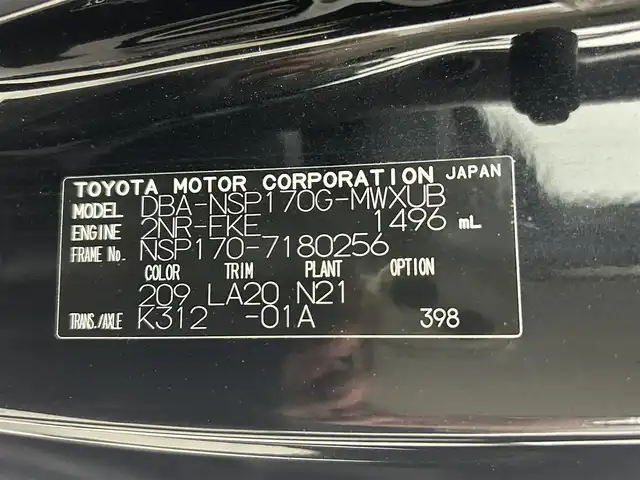 TOYOTA MOTOR CORPORATION JAPAN
MODEL DBA-NSP170G-MWXUB
ENGINE 2NR-FKE 1496 mL
FRAME No. NSP170-7180256
COLOR TRIM PLANT OPTION
209 LA20 N21
TRANS./AXLE K312 -01A 398